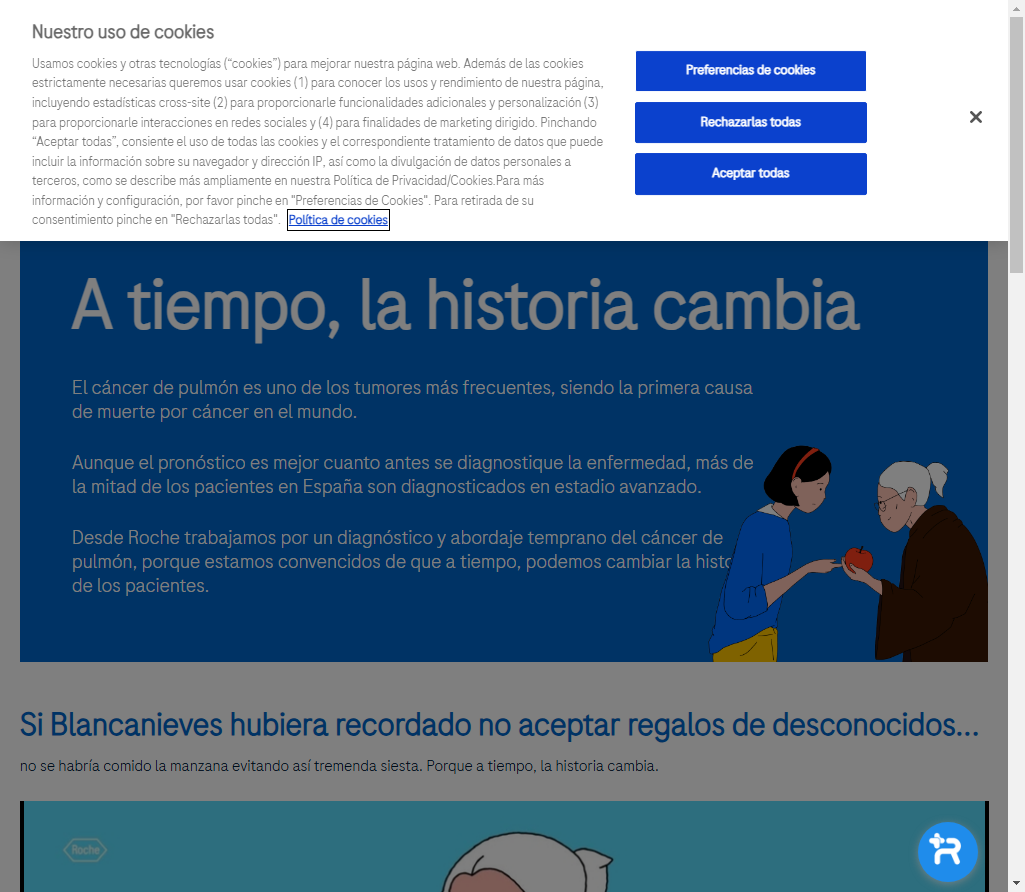 Nuestro uso de cookies
Usamos cookies y otras tecnologías (“cookies”) para mejorar nuestra página web. Además de las cookies
estrictamente necesarias queremos usar cookies (1) para conocer los usos y rendimiento de nuestra página,
incluyendo estadísticas cross-site (2) para proporcionarle funcionalidades adicionales y personalización (3)
para proporcionarle interacciones en redes sociales y (4) para finalidades de marketing dirigido. Pinchando
“Aceptar todas”, consiente el uso de todas las cookies y el correspondiente tratamiento de datos que puede
incluir la información sobre su navegador y dirección IP, así como la divulgación de datos personales a
terceros, como se describe más ampliamente en nuestra Política de Privacidad/Cookies.Para más
información y configuración, por favor pinche en "Preferencias de Cookies". Para retirada de su
consentimiento pinche en "Rechazarlas todas". Política de cookies
Preferencias de cookies
Rechazarlas todas
Aceptar todas
A tiempo, la historia cambia
El cáncer de pulmón es uno de los tumores más frecuentes, siendo la primera causa
de muerte por cáncer en el mundo.
Aunque el pronóstico es mejor cuanto antes se diagnostique la enfermedad, más de
la mitad de los pacientes en España son diagnosticados en estadio avanzado.
Desde Roche trabajamos por un diagnóstico y abordaje temprano del cáncer de
pulmón, porque estamos convencidos de que a tiempo, podemos cambiar la histo
de los pacientes.
Si Blancanieves hubiera recordado no aceptar regalos de desconocidos...
no se habría comido la manzana evitando así tremenda siesta. Porque a tiempo, la historia cambia.
Roche